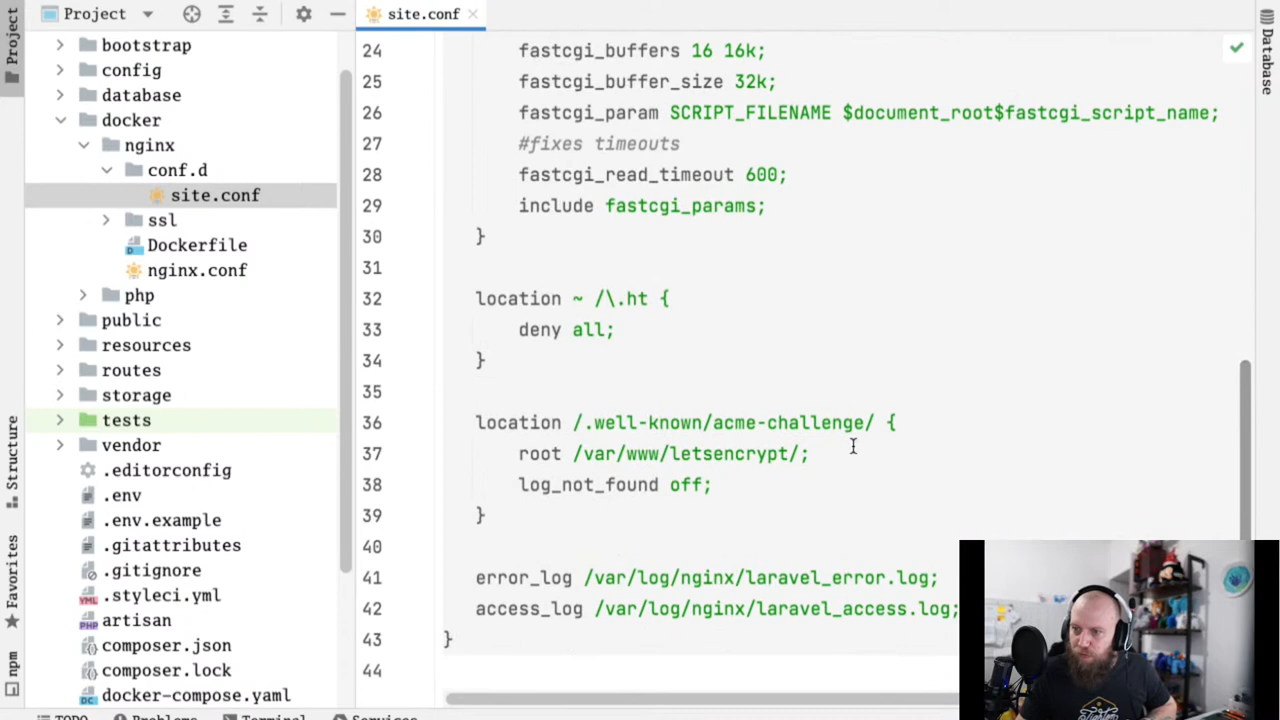 Project
site.conf
Project
bootstrap
config
database
docker
nginx
conf.d
site.conf
ssl
Dockerfile
nginx.conf
php
public
resources
routes
storage
tests
vendor
.editorconfig
.env
.env.example
.gitattributes
.gitignore
.styleci.yml
artisan
composer.json
composer.lock
docker-compose.yaml
Structure
Favorites
npm
24 fastcgi_buffers 16 16k;
25 fastcgi_buffer_size 32k;
26 fastcgi_param SCRIPT_FILENAME $document_root$fastcgi_script_name;
27 #fixes timeouts
28 fastcgi_read_timeout 600;
29 include fastcgi_params;
30 }
31
32 location ~ /\.ht {
33 deny all;
34 }
35
36 location /.well-known/acme-challenge/ {
37 root /var/www/letsencrypt/;
38 log_not_found off;
39 }
40
41 error_log /var/log/nginx/laravel_error.log;
42 access_log /var/log/nginx/laravel_access.log;
43 }
44
Database
TODO
Problems
Terminal
Services